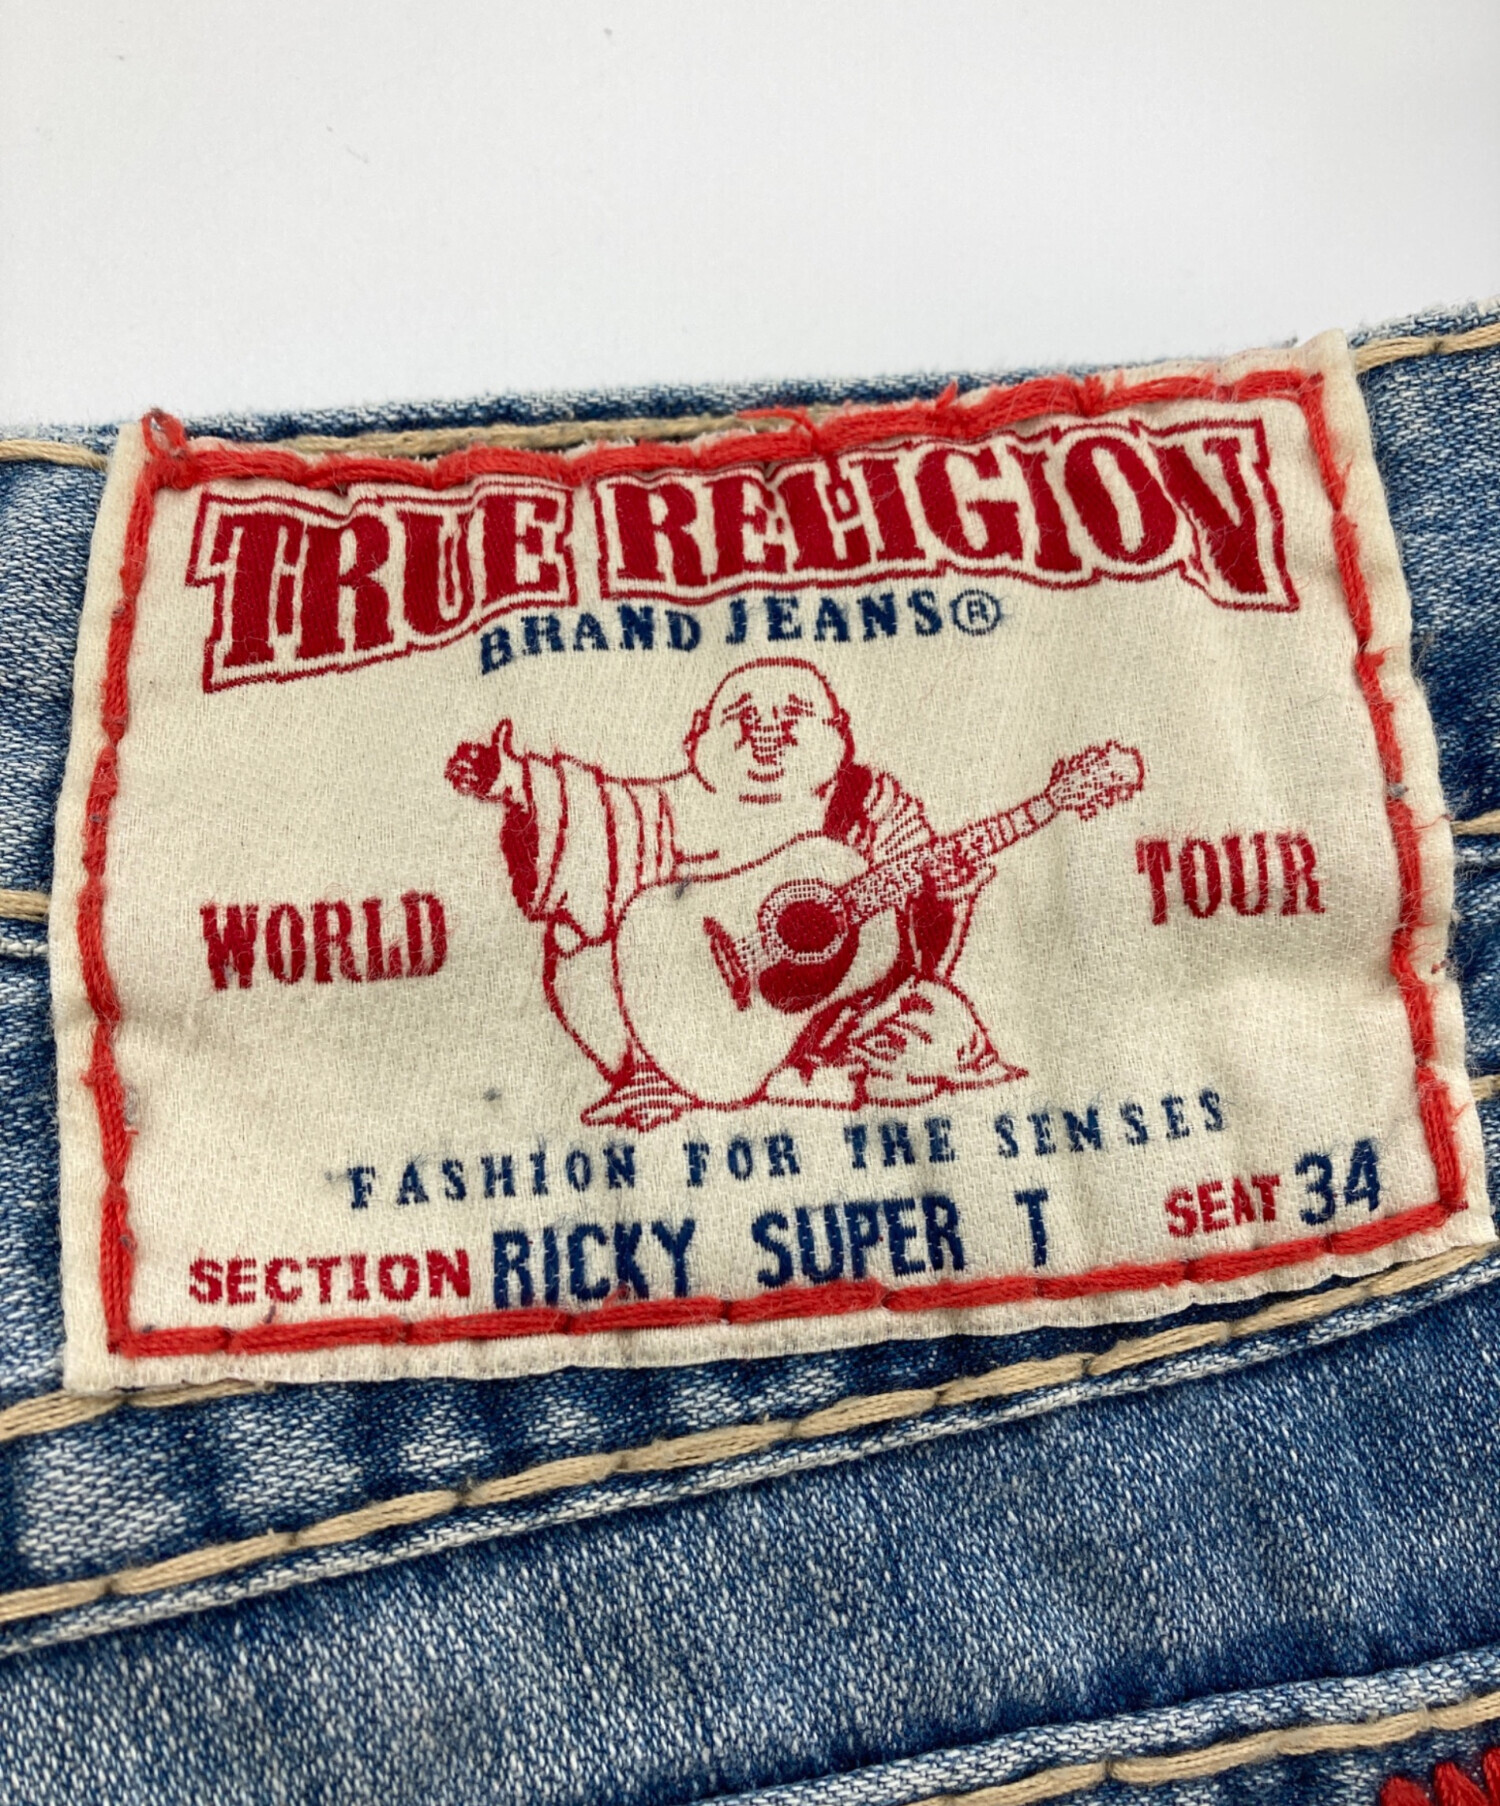 TRUE RELIGION
BRAND JEANS®
WORLD TOUR
FASHION FOR THE SENSES
SECTION RICKY SUPER T SEAT 34